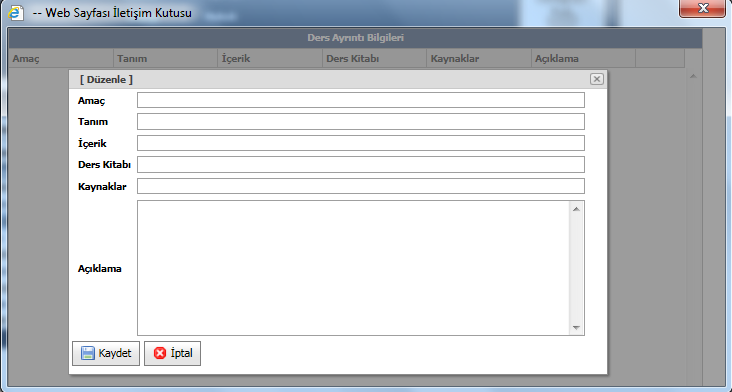 -- Web Sayfası İletişim Kutusu
Ders Ayrıntı Bilgileri
Amaç Tanım İçerik Ders Kitabı Kaynaklar Açıklama
[ Düzenle ]
Amaç
Tanım
İçerik
Ders Kitabı
Kaynaklar
Açıklama
Kaydet İptal